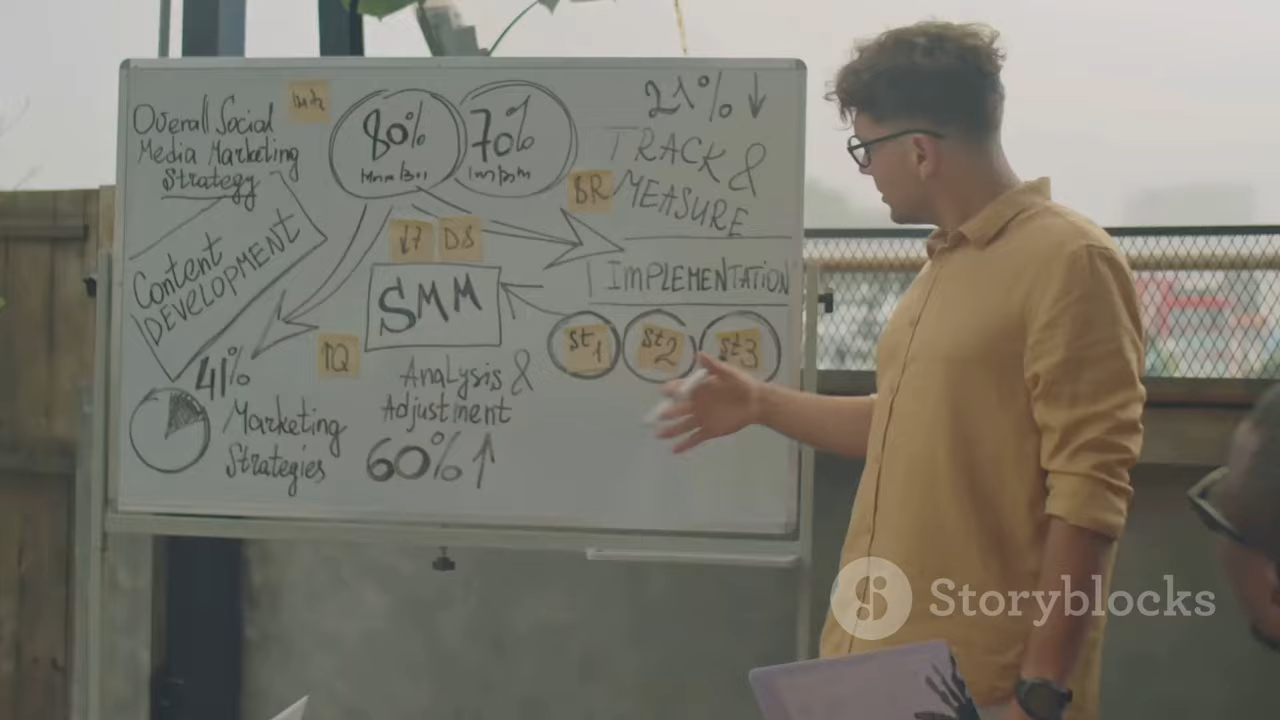 Overall Social
Media Marketing
Strategy
80%
70%
21% ↓
TRACK &
MEASURE
BR
Content
DEVELOPMENT
D8
SMM
IMPLEMENTATION
st1
st2
st3
41%
Marketing
Strategies
Analysis &
Adjustment
60% ↑
Storyblocks